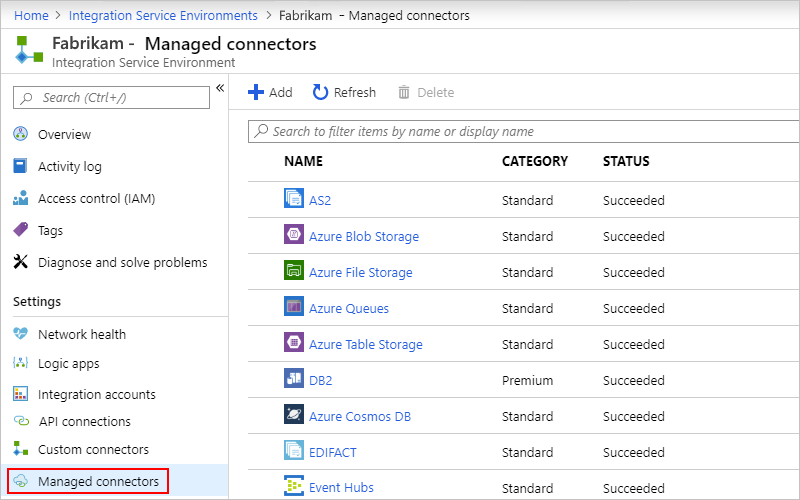 Home > Integration Service Environments > Fabrikam - Managed connectors
Fabrikam - Managed connectors
Integration Service Environment
Search (Ctrl+/)
«
Overview
Activity log
Access control (IAM)
Tags
Diagnose and solve problems
Settings
Network health
Logic apps
Integration accounts
API connections
Custom connectors
Managed connectors
Add Refresh Delete
Search to filter items by name or display name
NAME CATEGORY STATUS
AS2 Standard Succeeded
Azure Blob Storage Standard Succeeded
Azure File Storage Standard Succeeded
Azure Queues Standard Succeeded
Azure Table Storage Standard Succeeded
DB2 Premium Succeeded
Azure Cosmos DB Standard Succeeded
EDIFACT Standard Succeeded
Event Hubs Standard Succeeded